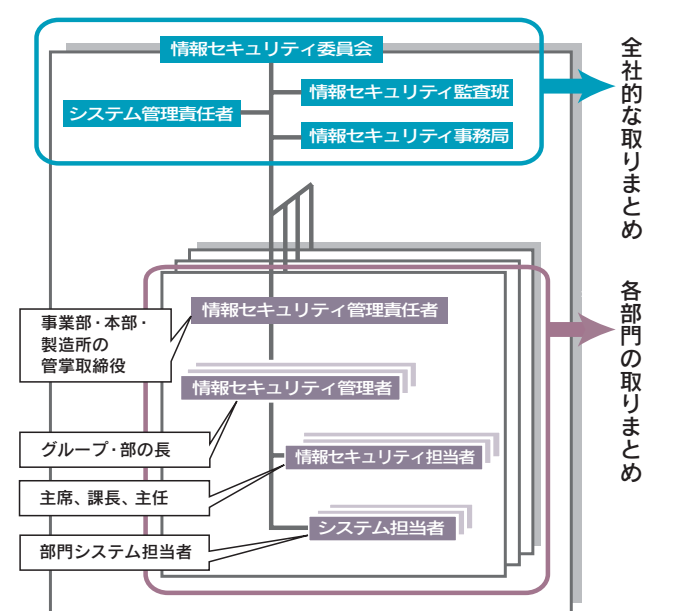 情報セキュリティ委員会
情報セキュリティ監査班
システム管理責任者
情報セキュリティ事務局
全社的な取りまとめ
情報セキュリティ管理責任者
事業部・本部・
製造所の
管掌取締役
情報セキュリティ管理者
グループ・部の長
情報セキュリティ担当者
主席、課長、主任
システム担当者
部門システム担当者
各部門の取りまとめ